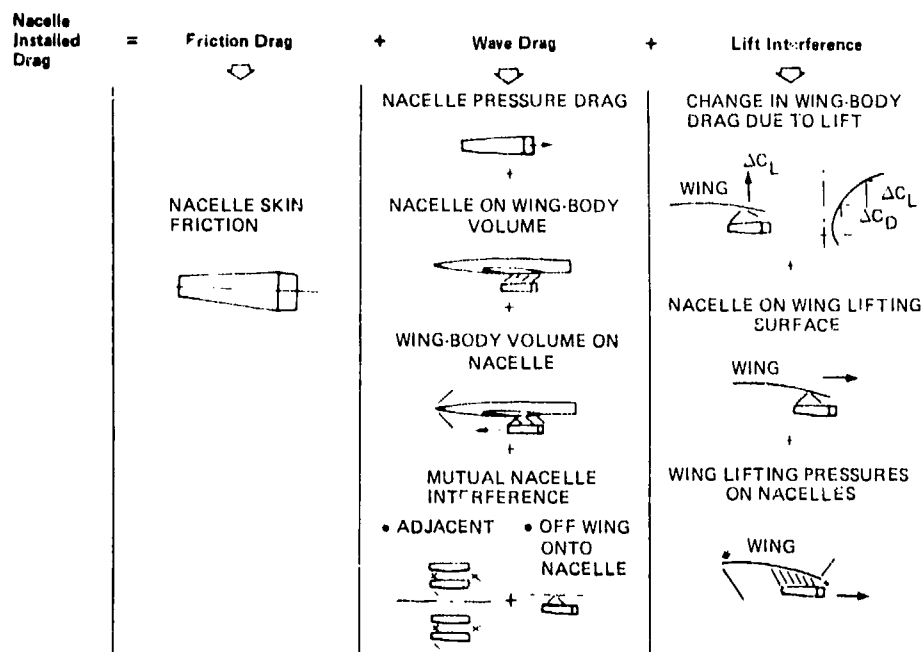 Nacelle
Installed
Drag
=
Friction Drag
+
Wave Drag
+
Lift Interference
NACELLE SKIN
FRICTION
NACELLE PRESSURE DRAG
+
NACELLE ON WING-BODY
VOLUME
+
WING-BODY VOLUME ON
NACELLE
+
MUTUAL NACELLE
INTERFERENCE
• ADJACENT
• OFF WING
ONTO
NACELLE
+
CHANGE IN WING-BODY
DRAG DUE TO LIFT
ΔC_L
WING
ΔC_L
ΔC_D
+
NACELLE ON WING LIFTING
SURFACE
WING
+
WING LIFTING PRESSURES
ON NACELLES
WING